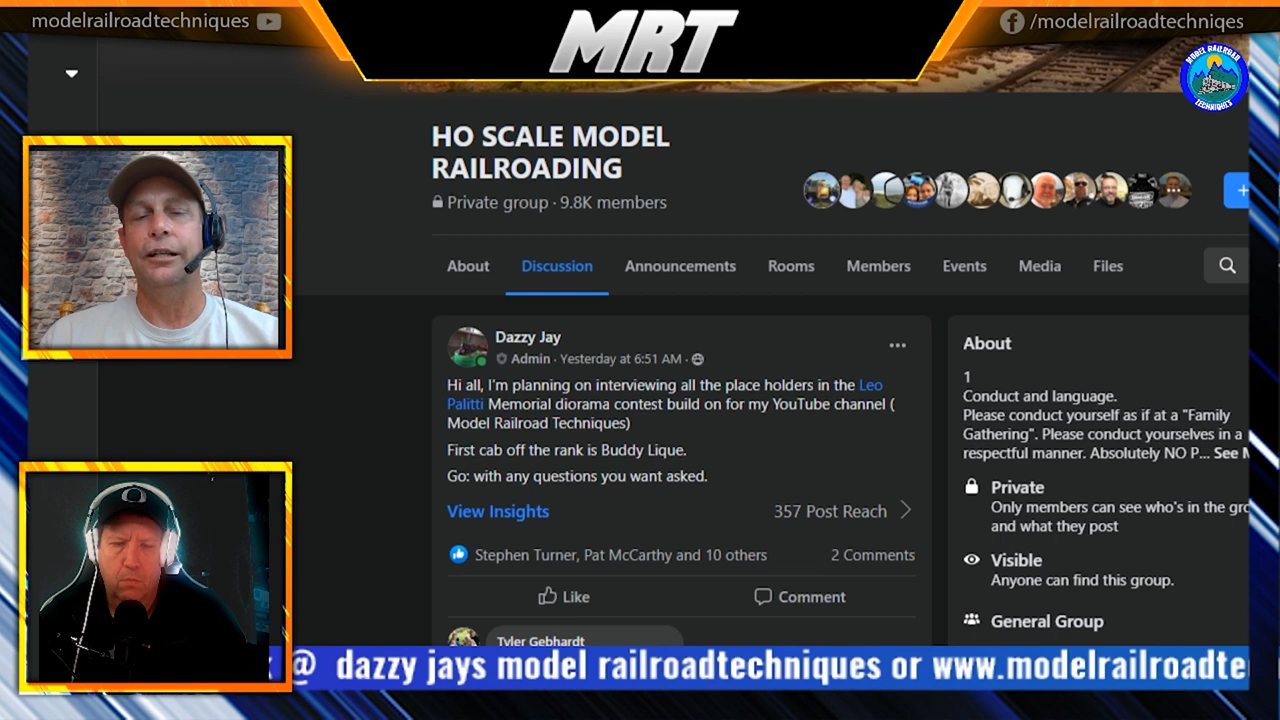 modelrailroadtechniques
MRT
/modelrailroadtechniqes
MODEL RAILROAD
TECHNIQUES
HO SCALE MODEL
RAILROADING
Private group · 9.8K members
+
About
Discussion
Announcements
Rooms
Members
Events
Media
Files
Dazzy Jay
Admin · Yesterday at 6:51 AM ·
Hi all, I'm planning on interviewing all the place holders in the Leo
Palitti Memorial diorama contest build on for my YouTube channel (
Model Railroad Techniques)
First cab off the rank is Buddy Lique.
Go: with any questions you want asked.
View Insights
357 Post Reach
Stephen Turner, Pat McCarthy and 10 others
2 Comments
Like
Comment
Tyler Gebhardt
About
1
Conduct and language.
Please conduct yourself as if at a "Family
Gathering". Please conduct yourselves in a
respectful manner. Absolutely NO P... See M
Private
Only members can see who's in the gro
and what they post
Visible
Anyone can find this group.
General Group
@ dazzy jays model railroadtechniques or www.modelrailroadte